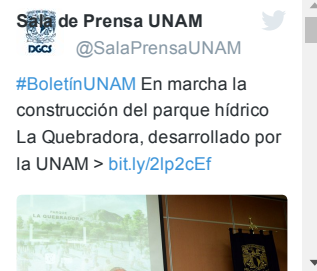 Sala de Prensa UNAM
DGCS
@SalaPrensaUNAM
#BoletínUNAM En marcha la
construcción del parque hídrico
La Quebradora, desarrollado por
la UNAM > bit.ly/2lp2cEf
LA QUEBRADORA